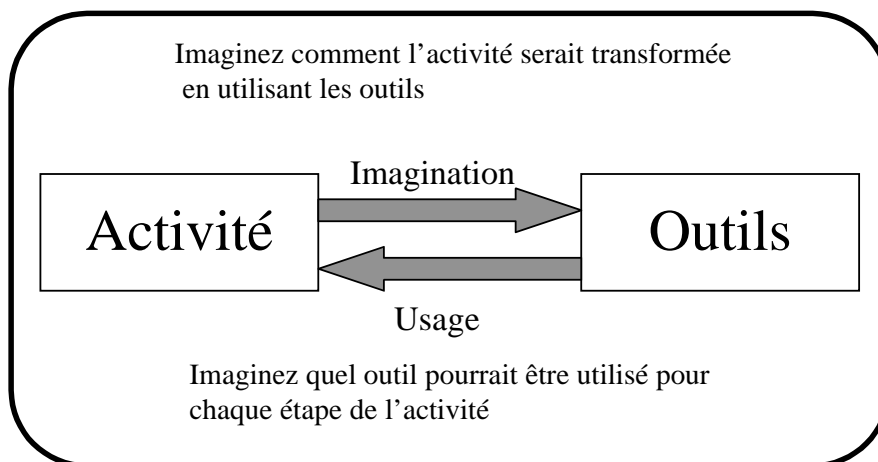 Imaginez comment l’activité serait transformée
en utilisant les outils
Imagination
Activité
Outils
Usage
Imaginez quel outil pourrait être utilisé pour
chaque étape de l’activité